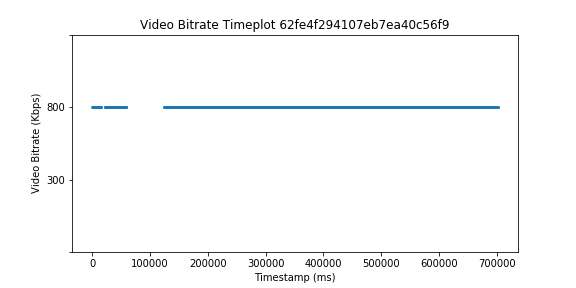 Video Bitrate Timeplot 62fe4f294107eb7ea40c56f9
Video Bitrate (Kbps)
800
300
0 100000 200000 300000 400000 500000 600000 700000
Timestamp (ms)